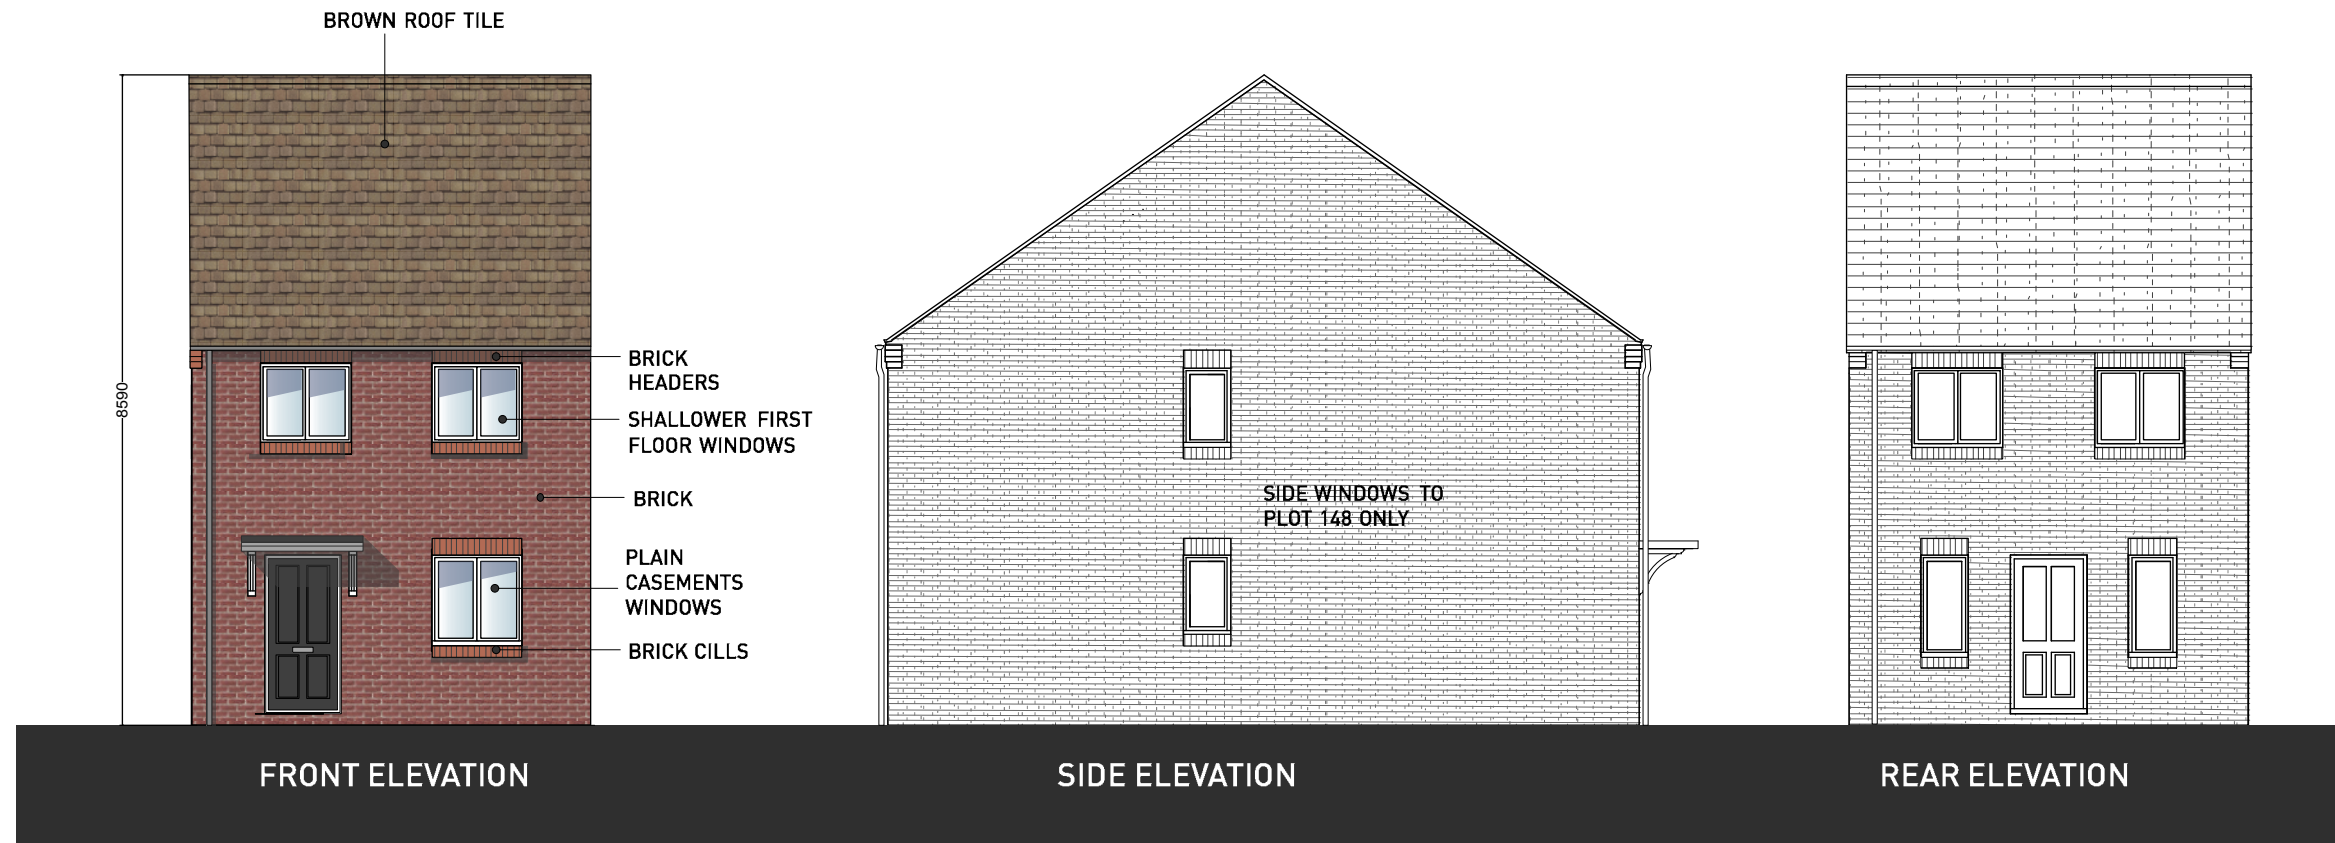 BROWN ROOF TILE
8590
BRICK
HEADERS
SHALLOWER FIRST
FLOOR WINDOWS
BRICK
PLAIN
CASEMENTS
WINDOWS
BRICK CILLS
SIDE WINDOWS TO
PLOT 148 ONLY
FRONT ELEVATION
SIDE ELEVATION
REAR ELEVATION